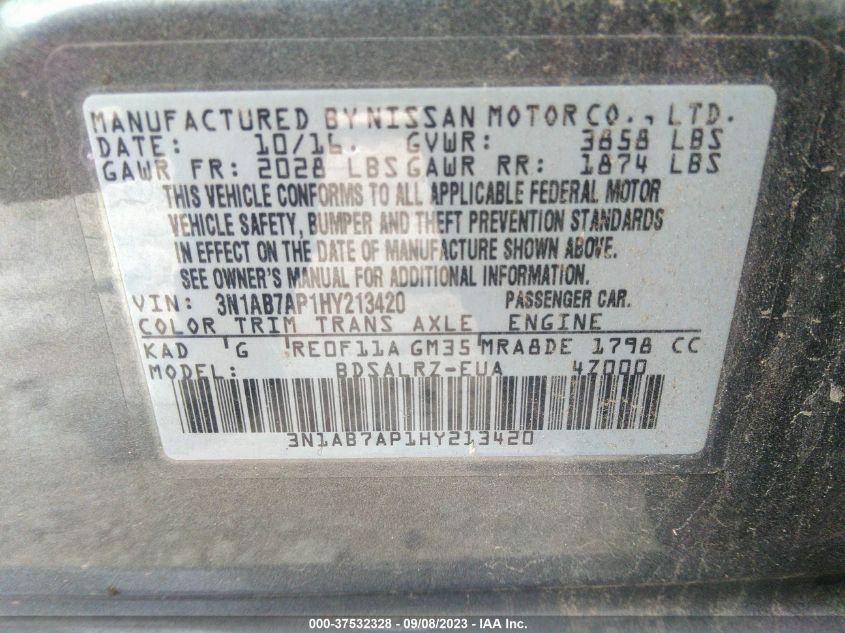 MANUFACTURED BY NISSAN MOTOR CO., LTD.
DATE: 10/16 GVWR: 3858 LBS
GAWR FR: 2028 LBS GAWR RR: 1874 LBS
THIS VEHICLE CONFORMS TO ALL APPLICABLE FEDERAL MOTOR
VEHICLE SAFETY, BUMPER AND THEFT PREVENTION STANDARDS
IN EFFECT ON THE DATE OF MANUFACTURE SHOWN ABOVE.
SEE OWNER'S MANUAL FOR ADDITIONAL INFORMATION.
VIN: 3N1AB7AP1HY213420 PASSENGER CAR.
COLOR TRIM TRANS AXLE ENGINE
KAD G RE0F11A GM35 MRA8DE 1798 CC
MODEL: BDSALRZ-EUA 4Z000
3N1AB7AP1HY213420
000-37532328 - 09/08/2023 - IAA Inc.